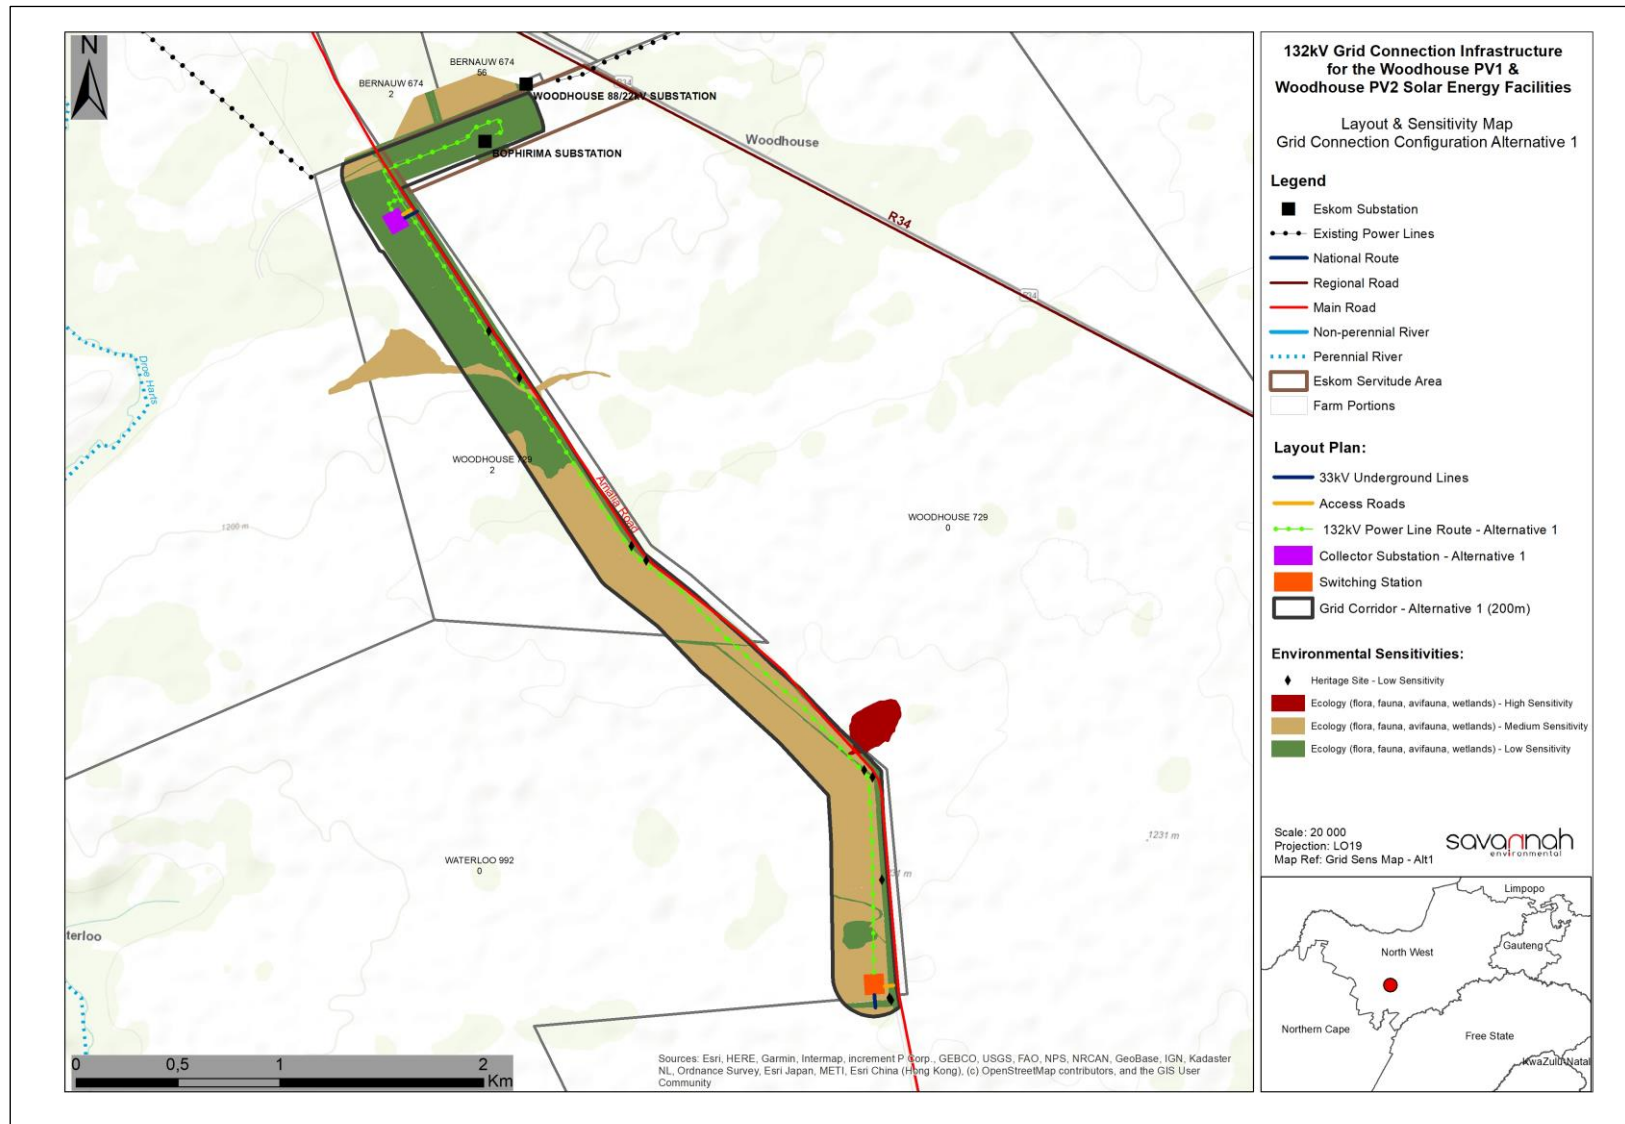 N
BERNAUW 674
2
BERNAUW 674
56
WOODHOUSE 88/22kV SUBSTATION
BOPHIRIMA SUBSTATION
R34
Woodhouse
R34
R34
Droe Harts
WOODHOUSE 729
2
Amalia Road
1200 m
WOODHOUSE 729
0
1231 m
WATERLOO 992
0
terloo
0 0,5 1 2
Km
Sources: Esri, HERE, Garmin, Intermap, increment P Corp., GEBCO, USGS, FAO, NPS, NRCAN, GeoBase, IGN, Kadaster
NL, Ordnance Survey, Esri Japan, METI, Esri China (Hong Kong), (c) OpenStreetMap contributors, and the GIS User
Community
132kV Grid Connection Infrastructure
for the Woodhouse PV1 &
Woodhouse PV2 Solar Energy Facilities
Layout & Sensitivity Map
Grid Connection Configuration Alternative 1
Legend
Eskom Substation
Existing Power Lines
National Route
Regional Road
Main Road
Non-perennial River
Perennial River
Eskom Servitude Area
Farm Portions
Layout Plan:
33kV Underground Lines
Access Roads
132kV Power Line Route - Alternative 1
Collector Substation - Alternative 1
Switching Station
Grid Corridor - Alternative 1 (200m)
Environmental Sensitivities:
Heritage Site - Low Sensitivity
Ecology (flora, fauna, avifauna, wetlands) - High Sensitivity
Ecology (flora, fauna, avifauna, wetlands) - Medium Sensitivity
Ecology (flora, fauna, avifauna, wetlands) - Low Sensitivity
Scale: 20 000
Projection: LO19
Map Ref: Grid Sens Map - Alt1
savannah
environmental
Limpopo
North West
Gauteng
Northern Cape
Free State
KwaZulu-Natal